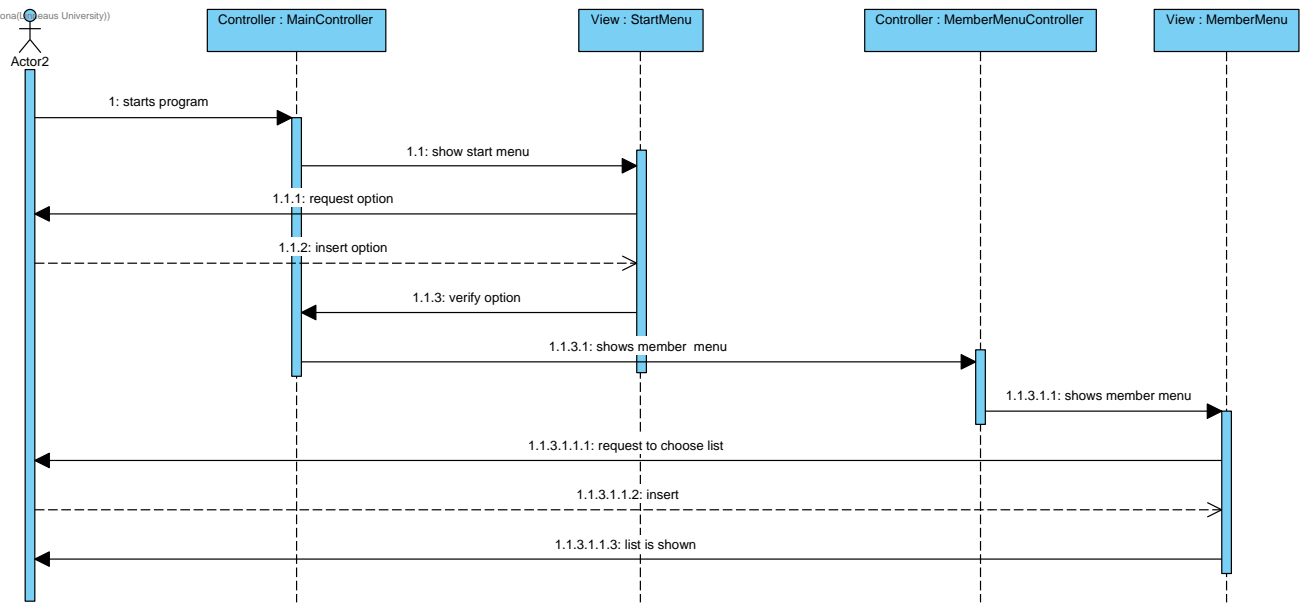 Controller : MainController
View : StartMenu
Controller : MemberMenuController
View : MemberMenu
University))
Actor2
1: starts program
1.1: show start menu
1.1.1: request option
1.1.2: insert option
1.1.3: verify option
1.1.3.1: shows member  menu
1.1.3.1.1: shows member menu
1.1.3.1.1.1: request to choose list
1.1.3.1.1.2: insert
1.1.3.1.1.3: list is shown